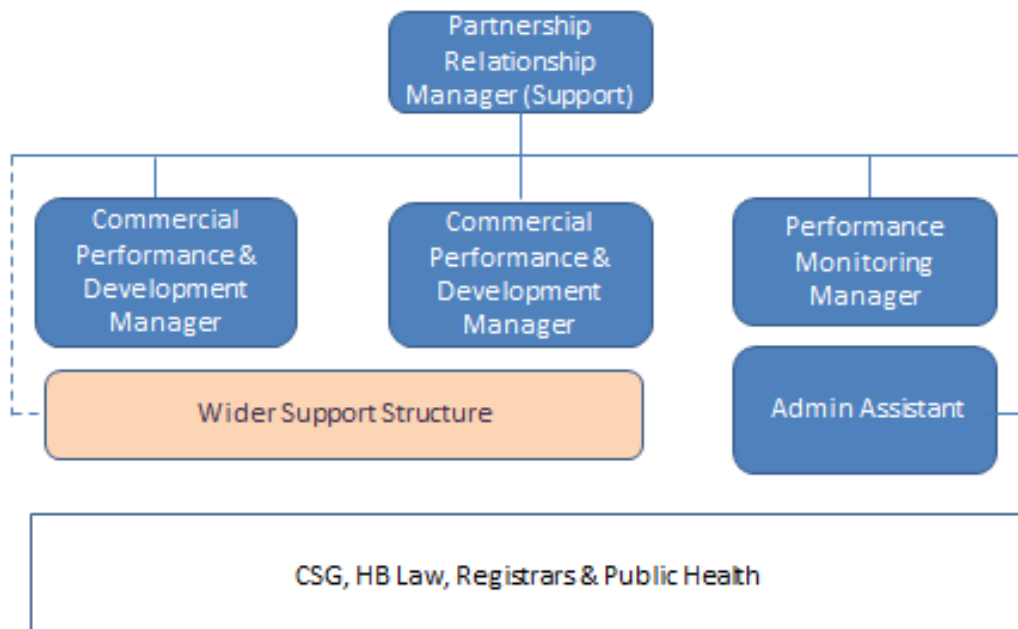 Partnership
Relationship
Manager (Support)
Commercial
Performance &
Development
Manager
Commercial
Performance &
Development
Manager
Performance
Monitoring
Manager
Wider Support Structure
Admin Assistant
CSG, HB Law, Registrars & Public Health